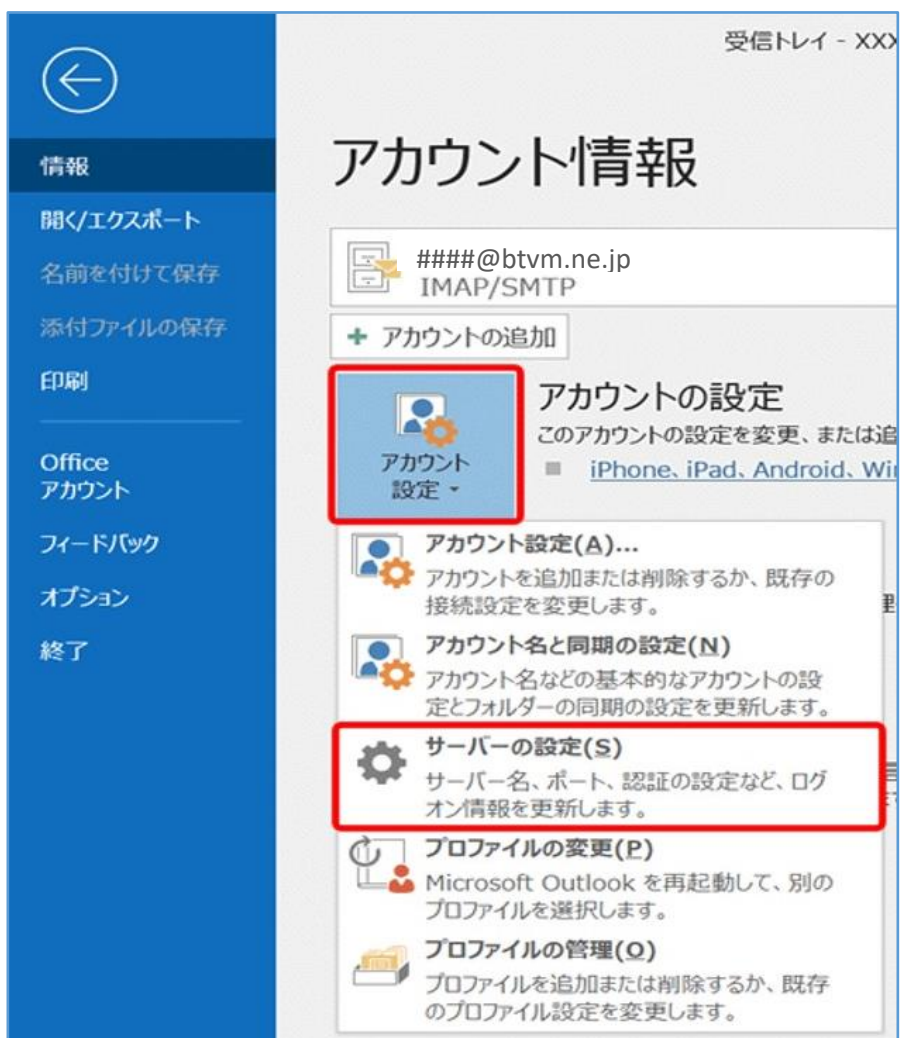 受信トレイ - XXX
情報
開く/エクスポート
名前を付けて保存
添付ファイルの保存
印刷
Office
アカウント
フィードバック
オプション
終了
アカウント情報
####@btvm.ne.jp
IMAP/SMTP
+ アカウントの追加
アカウント
設定
アカウントの設定
このアカウントの設定を変更、または追
iPhone、iPad、Android、Wi
アカウント設定(A)...
アカウントを追加または削除するか、既存の
接続設定を変更します。
理
アカウント名と同期の設定(N)
アカウント名などの基本的なアカウントの設
定とフォルダーの同期の設定を更新します。
サーバーの設定(S)
サーバー名、ポート、認証の設定など、ログ
オン情報を更新します。
プロファイルの変更(P)
Microsoft Outlook を再起動して、別の
プロファイルを選択します。
プロファイルの管理(O)
プロファイルを追加または削除するか、既存
のプロファイル設定を変更します。